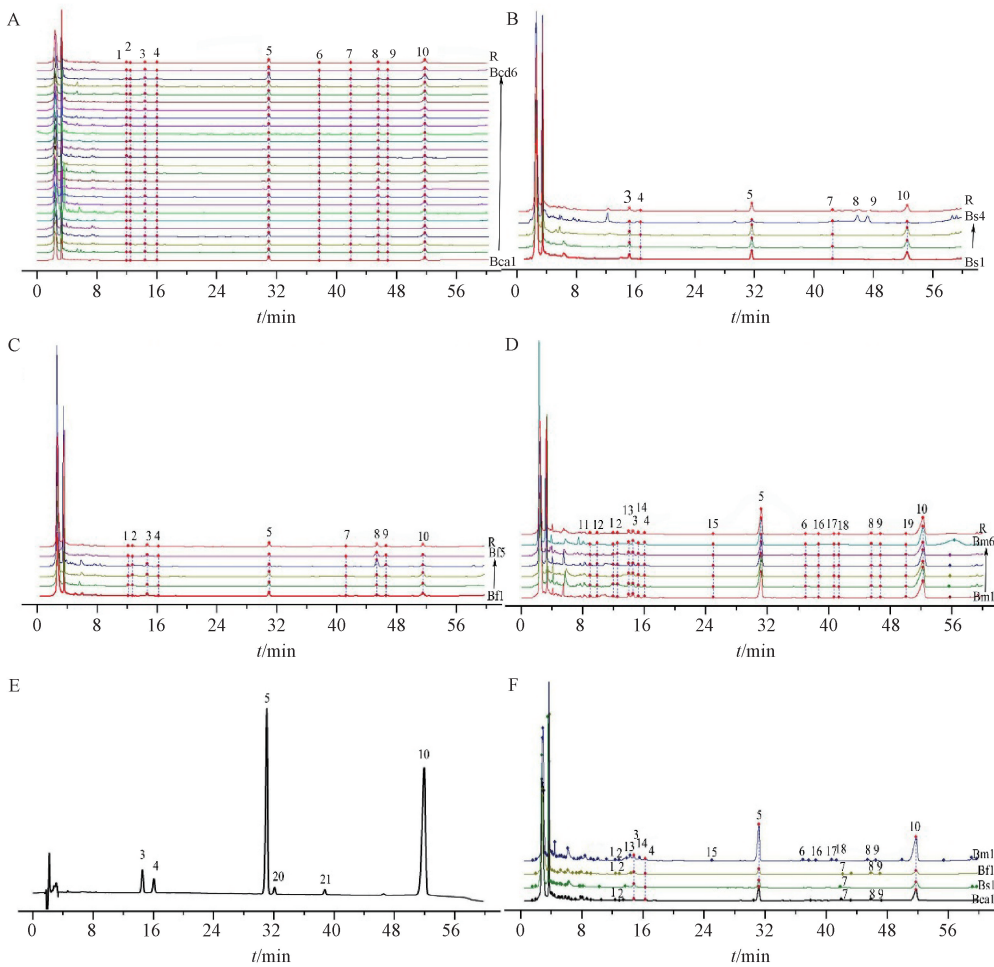 A
1 2 3 4 5 6 7 8 9 10 R
Bcd6
Bca1
0 8 16 24 32 40 48 56
t/min
B
3 4 5 7 8 9 10 R
Bs4
Bs1
0 8 16 24 32 40 48 56
t/min
C
1 2 3 4 5 7 8 9 10 R
Bf5
Bf1
0 8 16 24 32 40 48 56
t/min
D
11 12 1 2 13 3 14 4 15 5 6 16 17 18 8 9 19 10 R
Bm6
Bm1
0 8 16 24 32 40 48 56
t/min
E
3 4 5 20 21 10
0 8 16 24 32 40 48 56
t/min
F
1 2 13 3 14 4 15 5 6 16 17 18 8 9 10 Bm1
1 2 7 8 9 Bf1
7 Bs1
1 2 7 8 9 Bca1
0 8 16 24 32 40 48 56
t/min